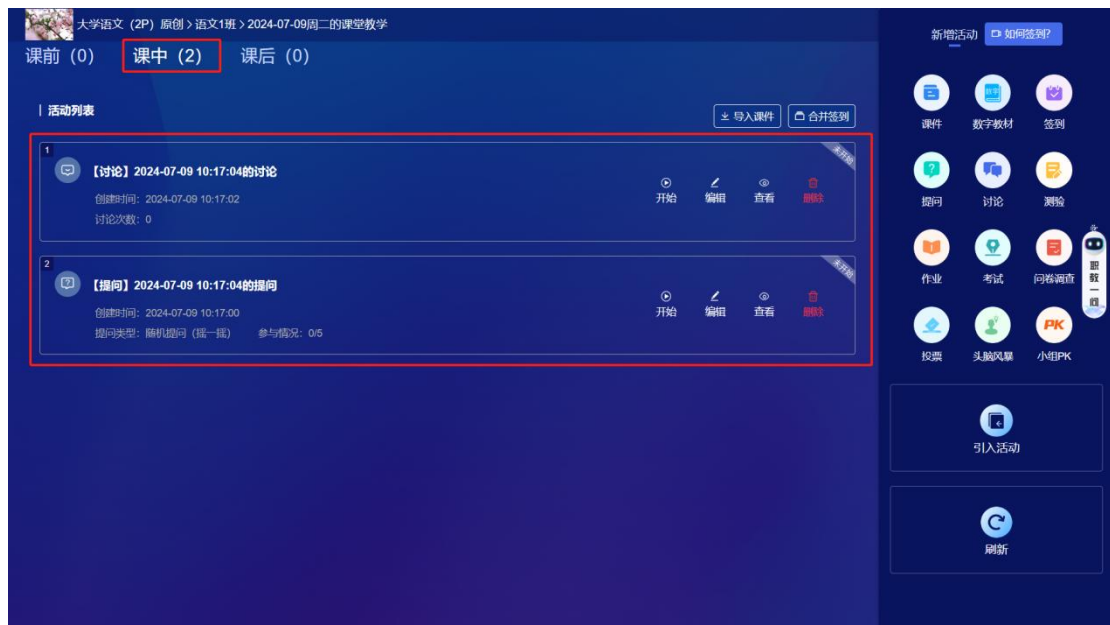 大学语文（2P）原创 > 语文1班 > 2024-07-09周二的课堂教学
课前（0） 课中（2） 课后（0）
活动列表
导入课件 合并签到
1
【讨论】2024-07-09 10:17:04的讨论
创建时间：2024-07-09 10:17:02
讨论次数：0
开始 编辑 查看 删除
未开始
2
【提问】2024-07-09 10:17:04的提问
创建时间：2024-07-09 10:17:00
提问类型：随机提问（摇一摇） 参与情况：0/5
开始 编辑 查看 删除
未开始
新增活动 如何签到?
课件 数字教材 签到
提问 讨论 测验
作业 考试 问卷调查
投票 头脑风暴 小组PK
引入活动
刷新
职教一问